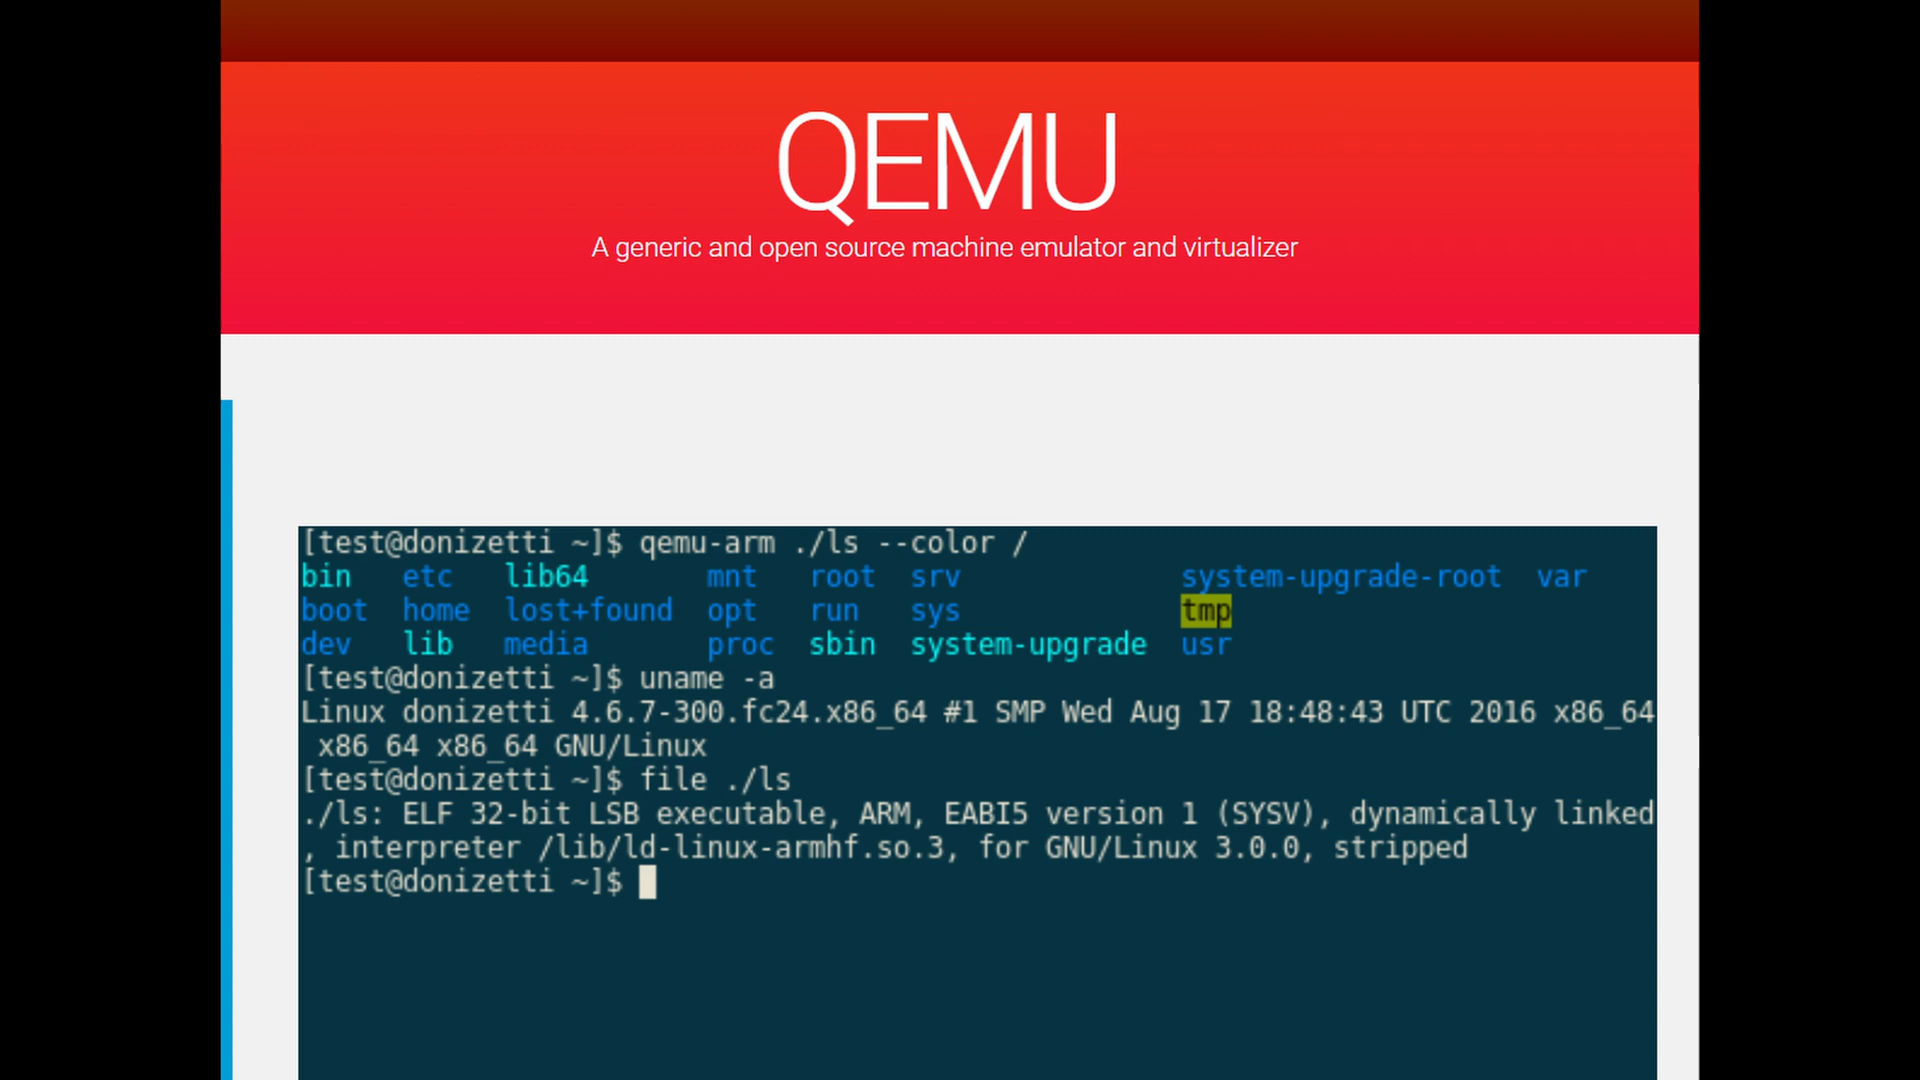 QEMU
A generic and open source machine emulator and virtualizer
[test@donizetti ~]$ qemu-arm ./ls --color /
bin etc lib64 mnt root srv system-upgrade-root var
boot home lost+found opt run sys tmp
dev lib media proc sbin system-upgrade usr
[test@donizetti ~]$ uname -a
Linux donizetti 4.6.7-300.fc24.x86_64 #1 SMP Wed Aug 17 18:48:43 UTC 2016 x86_64
x86_64 x86_64 GNU/Linux
[test@donizetti ~]$ file ./ls
./ls: ELF 32-bit LSB executable, ARM, EABI5 version 1 (SYSV), dynamically linked
, interpreter /lib/ld-linux-armhf.so.3, for GNU/Linux 3.0.0, stripped
[test@donizetti ~]$